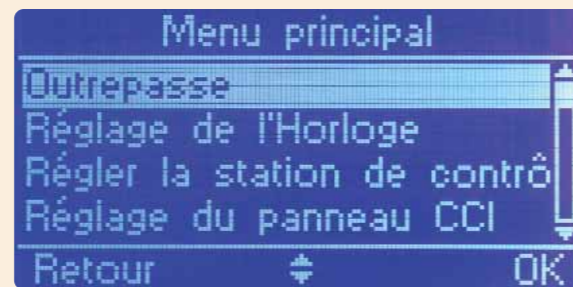 Menu principal
Outrepasse
Réglage de l'Horloge
Régler la station de contrô
Réglage du panneau CCI
Retour OK